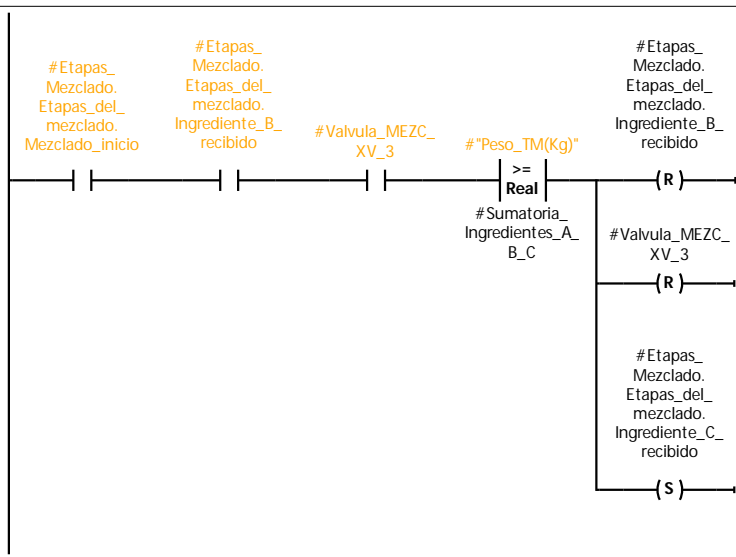 #Etapas_
Mezclado.
Etapas_del_
mezclado.
Mezclado_inicio
#Etapas_
Mezclado.
Etapas_del_
mezclado.
Ingrediente_B_
recibido
#Valvula_MEZC_
XV_3
#"Peso_TM(Kg)"
>=
Real
#Sumatoria_
Ingredientes_A_
B_C
#Etapas_
Mezclado.
Etapas_del_
mezclado.
Ingrediente_B_
recibido
R
#Valvula_MEZC_
XV_3
R
#Etapas_
Mezclado.
Etapas_del_
mezclado.
Ingrediente_C_
recibido
S